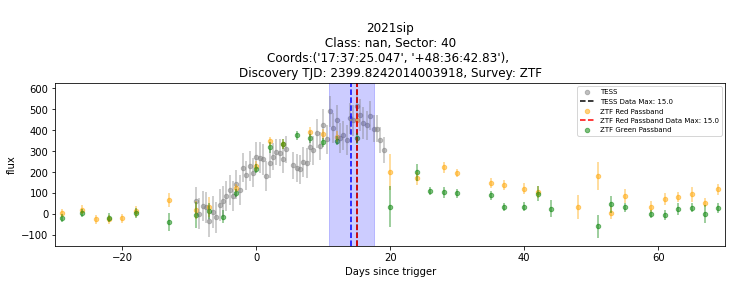 2021sip
Class: nan, Sector: 40
Coords:('17:37:25.047', '+48:36:42.83'),
Discovery TJD: 2399.8242014003918, Survey: ZTF
600
500
400
300
200
100
0
−100
flux
TESS
TESS Data Max: 15.0
ZTF Red Passband
ZTF Red Passband Data Max: 15.0
ZTF Green Passband
−20
0
20
40
60
Days since trigger